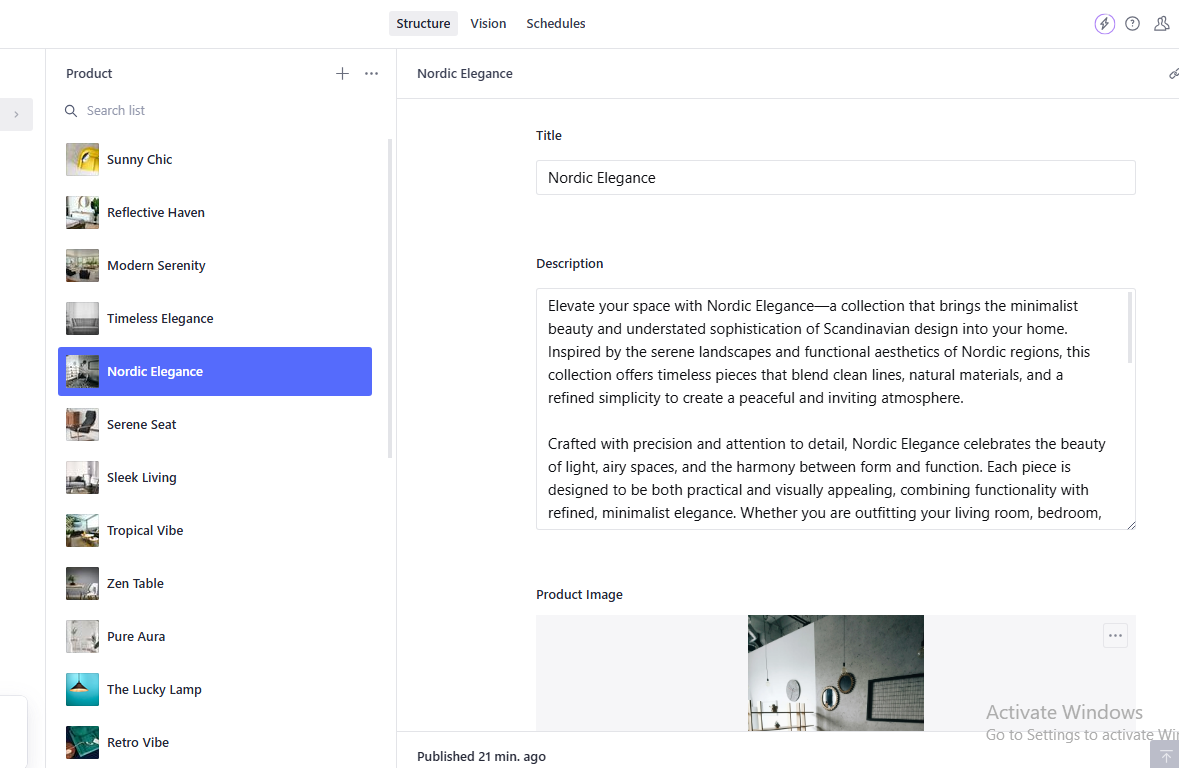 Structure Vision Schedules
Product
Search list
Sunny Chic
Reflective Haven
Modern Serenity
Timeless Elegance
Nordic Elegance
Serene Seat
Sleek Living
Tropical Vibe
Zen Table
Pure Aura
The Lucky Lamp
Retro Vibe
Nordic Elegance
Title
Nordic Elegance
Description
Elevate your space with Nordic Elegance—a collection that brings the minimalist
beauty and understated sophistication of Scandinavian design into your home.
Inspired by the serene landscapes and functional aesthetics of Nordic regions, this
collection offers timeless pieces that blend clean lines, natural materials, and a
refined simplicity to create a peaceful and inviting atmosphere.
Crafted with precision and attention to detail, Nordic Elegance celebrates the beauty
of light, airy spaces, and the harmony between form and function. Each piece is
designed to be both practical and visually appealing, combining functionality with
refined, minimalist elegance. Whether you are outfitting your living room, bedroom,
Product Image
Activate Windows
Go to Settings to activate Win
Published 21 min. ago